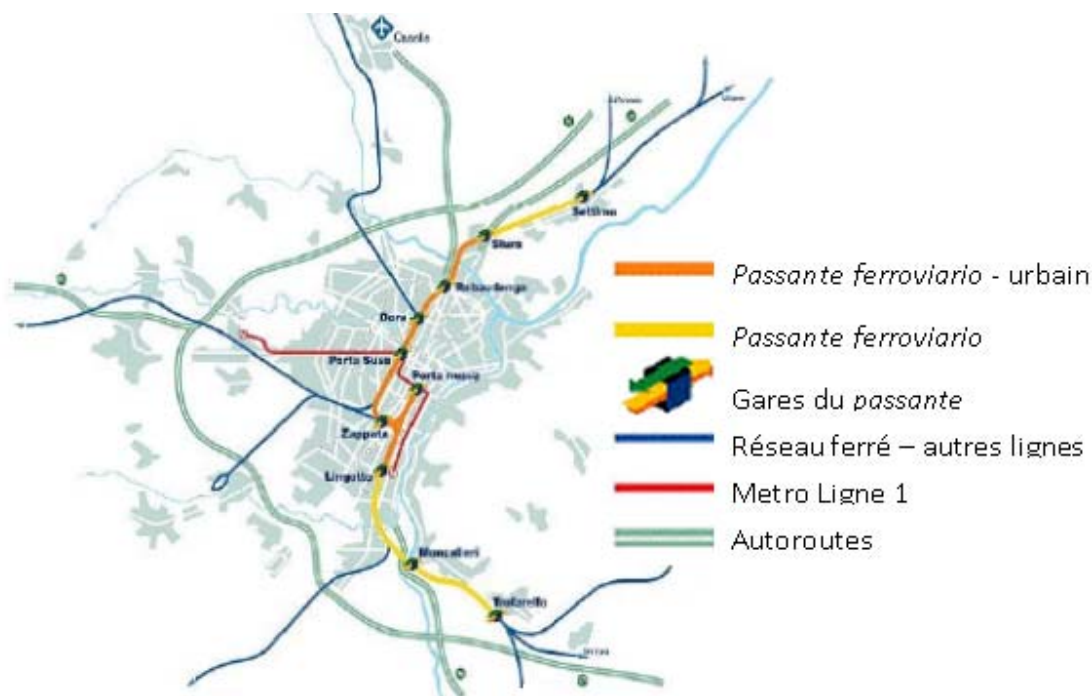 Caselle
Settimo
Stura
Rebaudengo
Dora
Porta Susa
Porta nuova
Zappata
Lingotto
Moncalieri
Trofarello
Passante ferroviario - urbain
Passante ferroviario
Gares du passante
Réseau ferré – autres lignes
Metro Ligne 1
Autoroutes